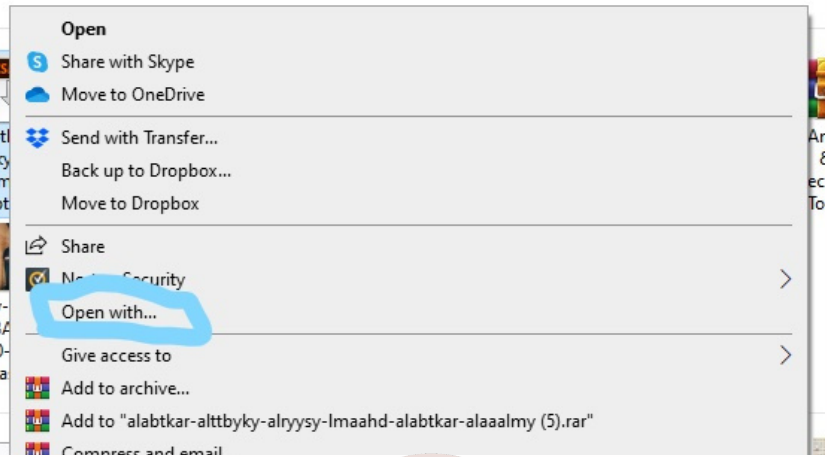 Open
Share with Skype
Move to OneDrive
Send with Transfer...
Back up to Dropbox...
Move to Dropbox
Share
Security
Open with...
Give access to
Add to archive...
Add to "alabtkar-alttbyky-alryysy-lmaahd-alabtkar-alaaalmy (5).rar"
Compress and email